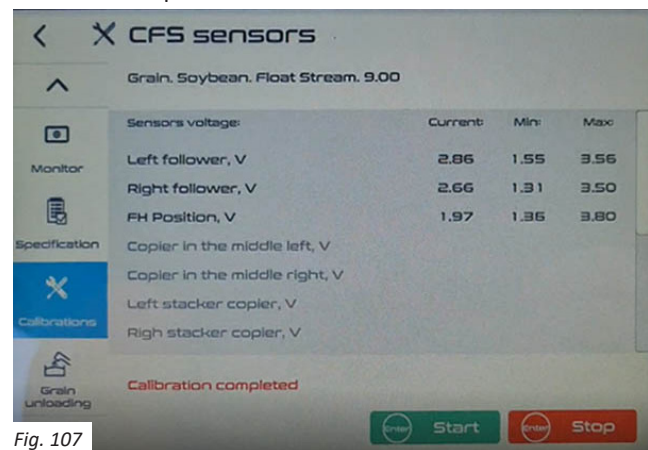 CFS sensors
Grain. Soybean. Float Stream. 9.00
Sensors voltage: Current: Min: Max:
Monitor
Left follower, V 2.86 1.55 3.56
Right follower, V 2.66 1.31 3.50
FH Position, V 1.97 1.36 3.80
Specification
Copier in the middle left, V
Copier in the middle right, V
Left stacker copier, V
Calibrations
Righ stacker copier, V
Grain
unloading
Calibration completed
Enter Start Enter Stop
Fig. 107